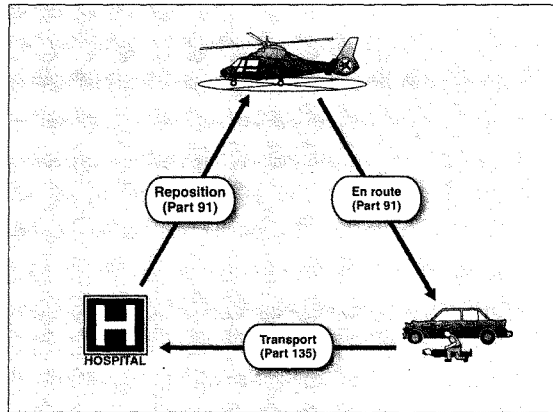 Reposition
(Part 91)
En route
(Part 91)
H
HOSPITAL
Transport
(Part 135)